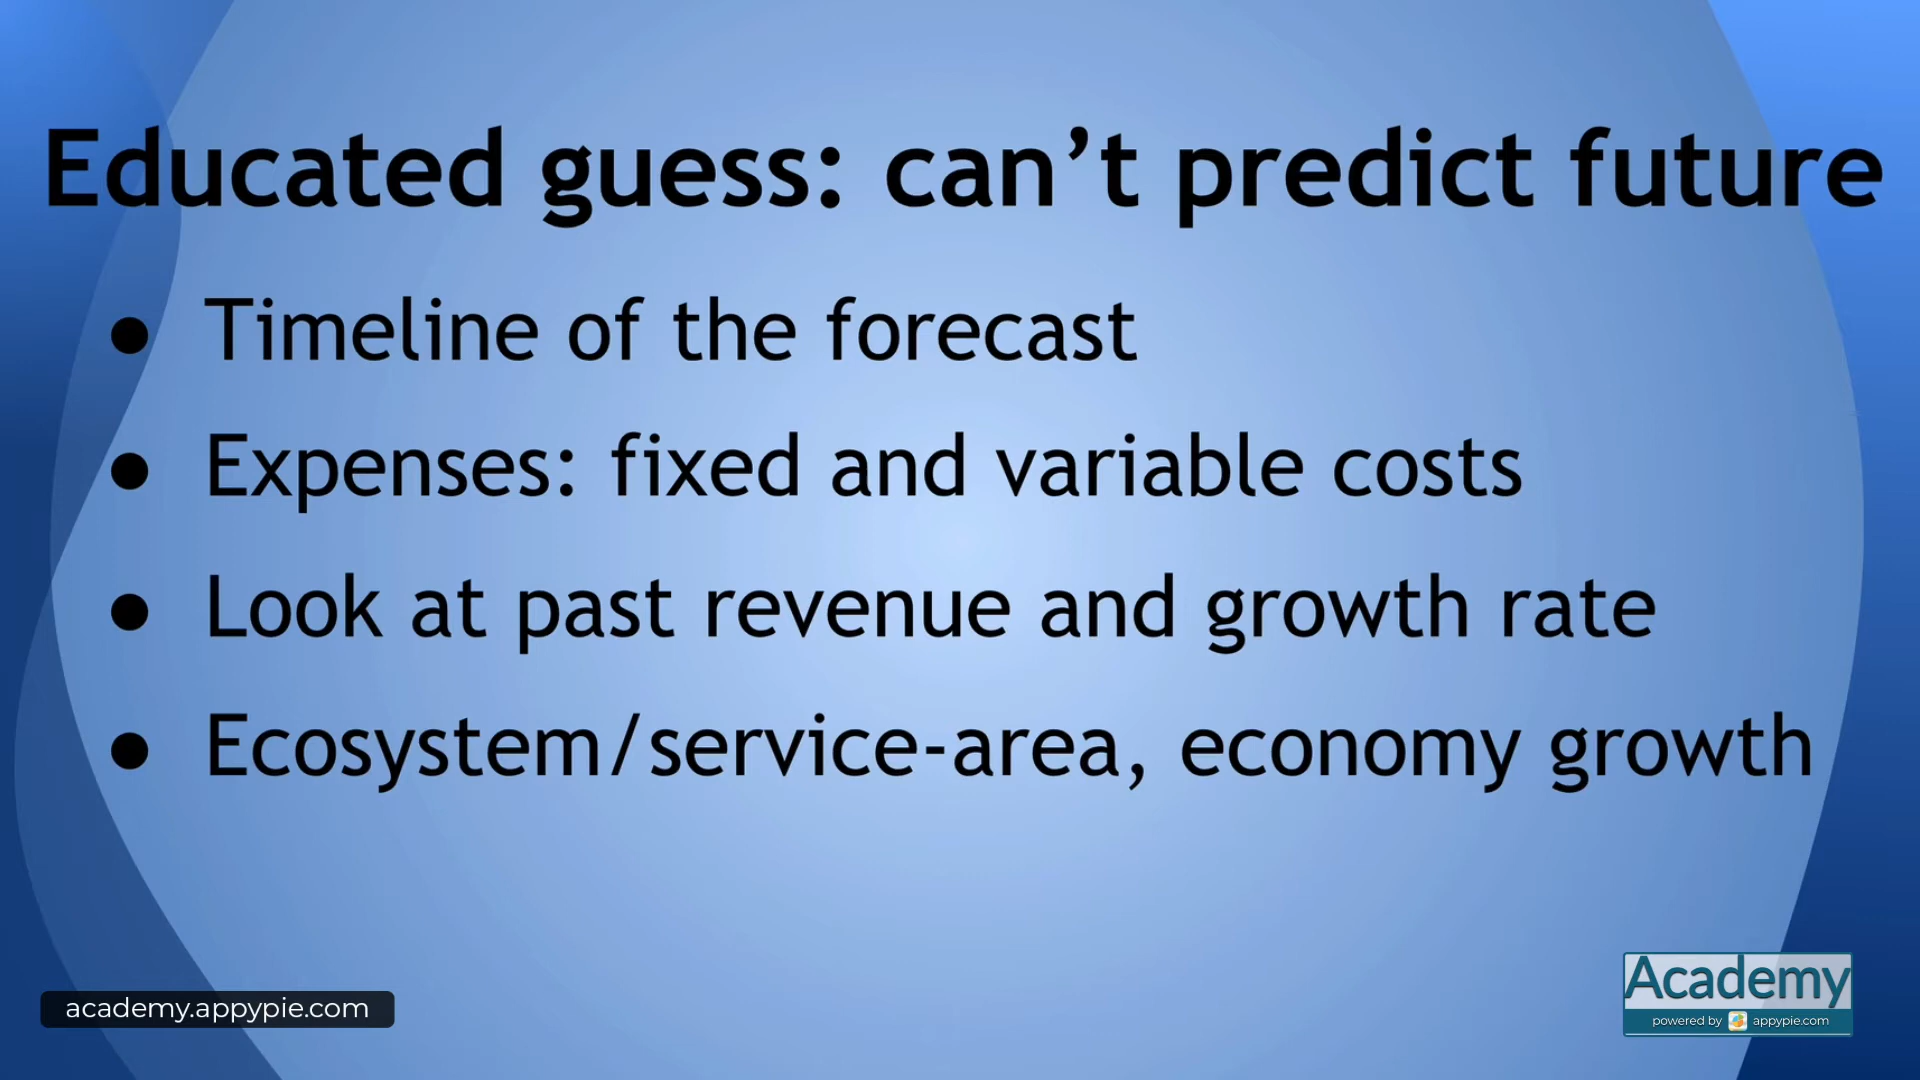 Educated guess: can’t predict future
● Timeline of the forecast
● Expenses: fixed and variable costs
● Look at past revenue and growth rate
● Ecosystem/service-area, economy growth
academy.appypie.com
Academy
powered by appypie.com